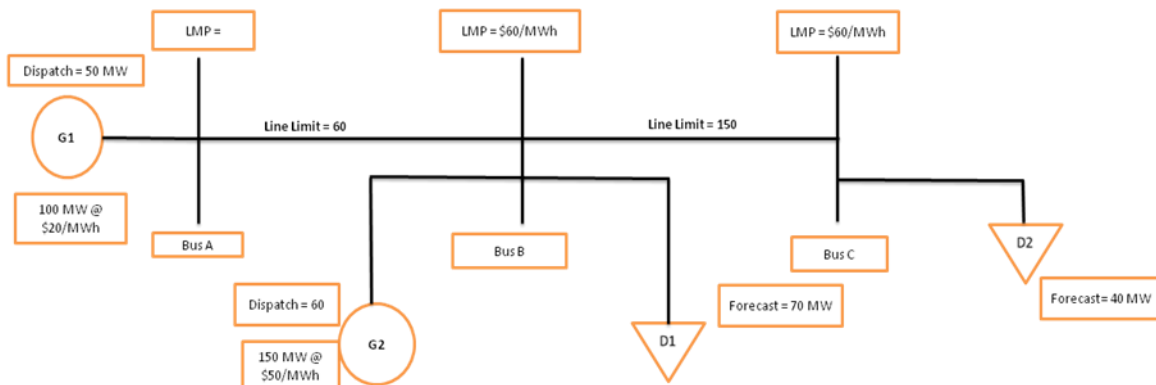 LMP =
LMP = $60/MWh
LMP = $60/MWh
Dispatch = 50 MW
G1
Line Limit = 60
Line Limit = 150
100 MW @
$20/MWh
Bus A
Bus B
Bus C
D2
Dispatch = 60
Forecast = 70 MW
Forecast= 40 MW
G2
D1
150 MW @
$50/MWh